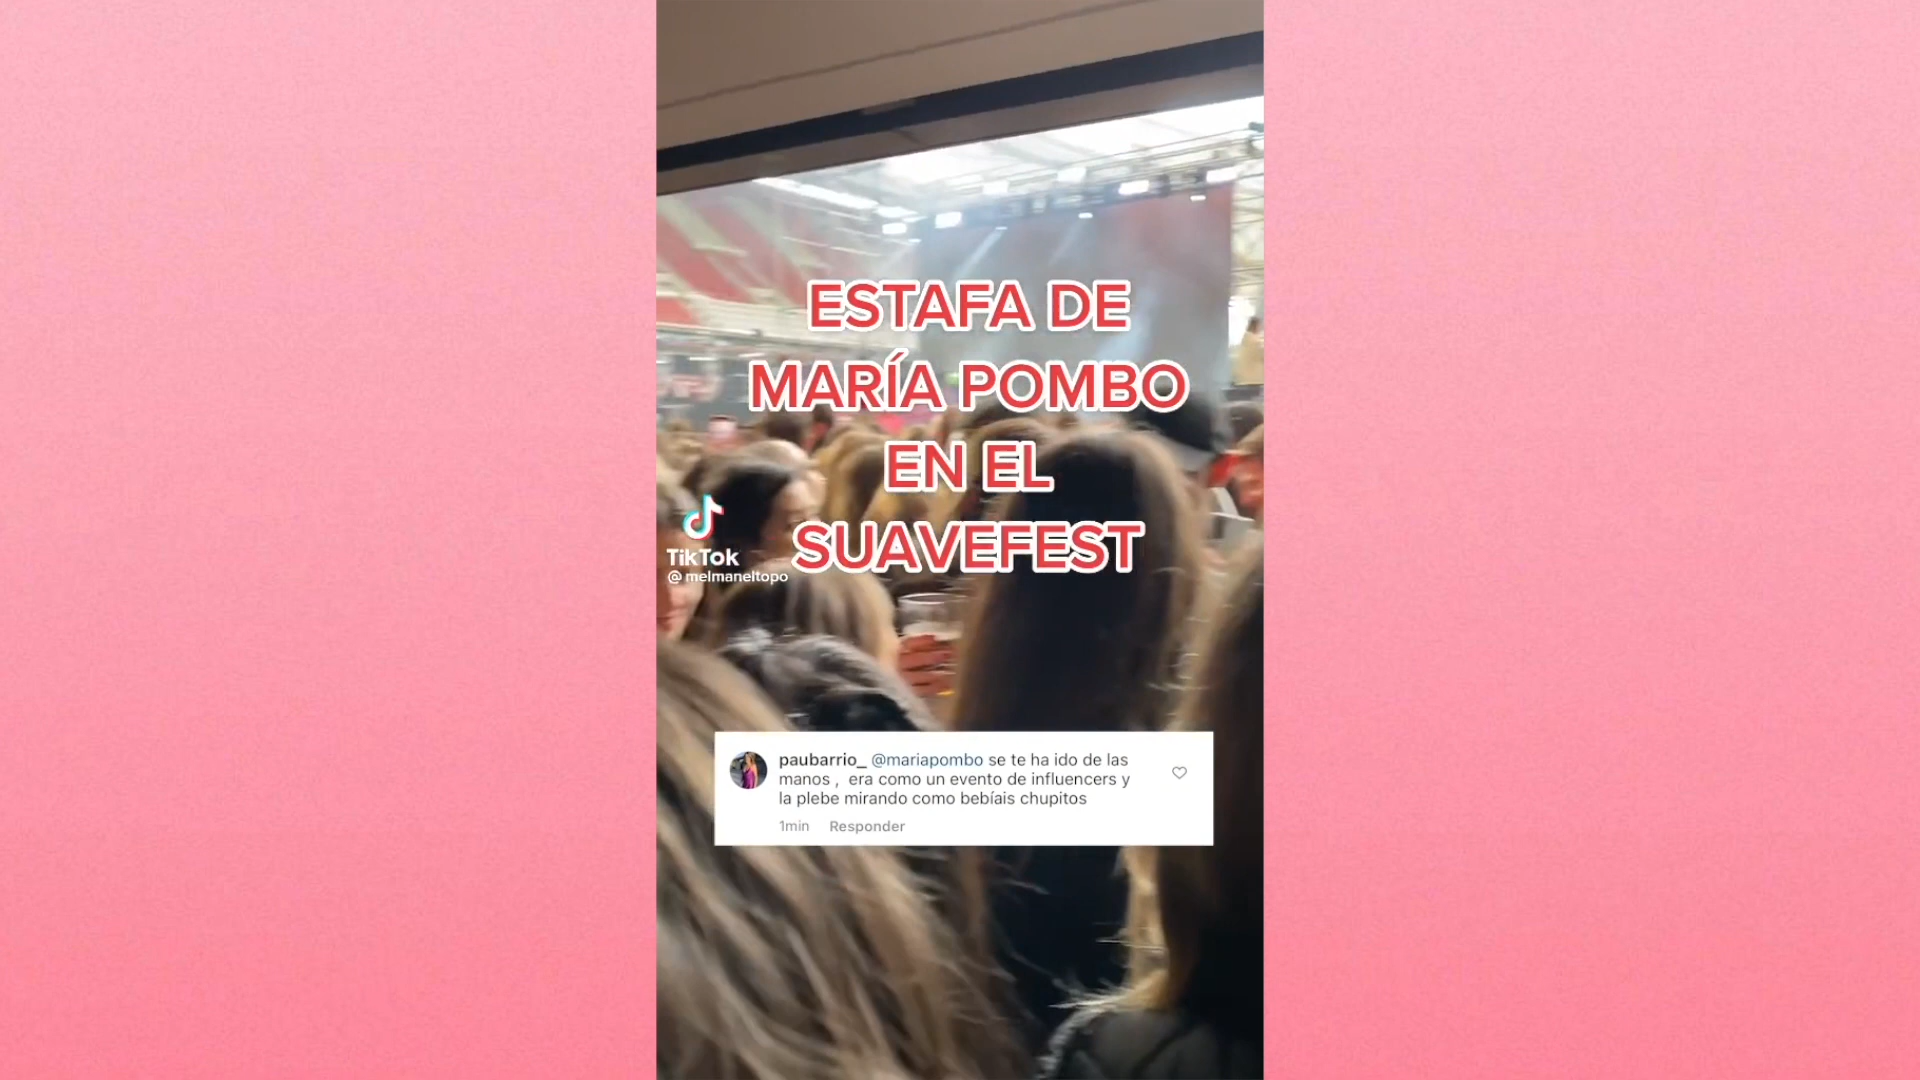 ESTAFA DE
MARÍA POMBO
EN EL
SUAVEFEST
TikTok
@ melmaneltopo
paubarrio_ @mariapombo se te ha ido de las
manos , era como un evento de influencers y
la plebe mirando como bebíais chupitos
1min Responder